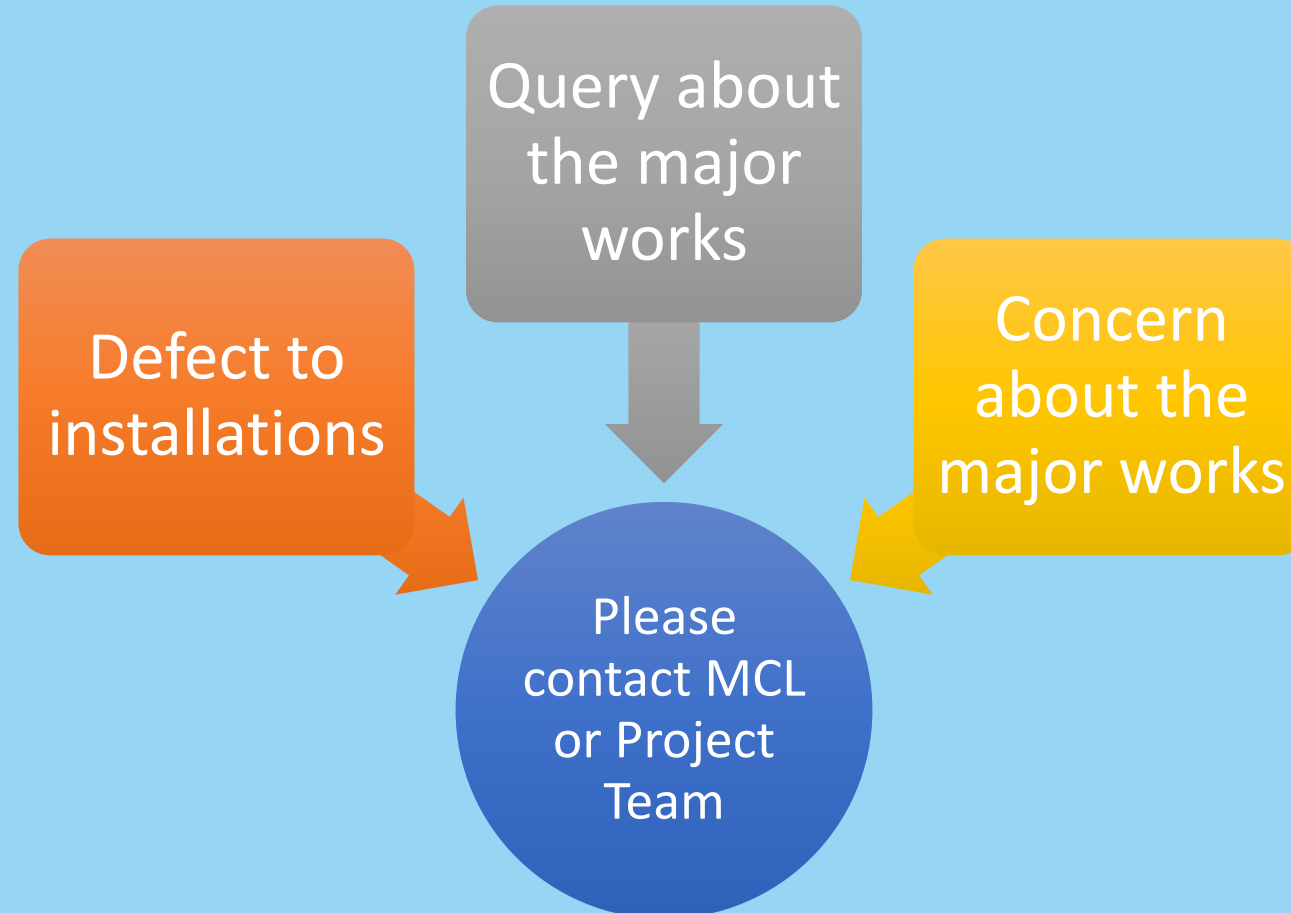 Query about
the major
works
Defect to
installations
Concern
about the
major works
Please
contact MCL
or Project
Team